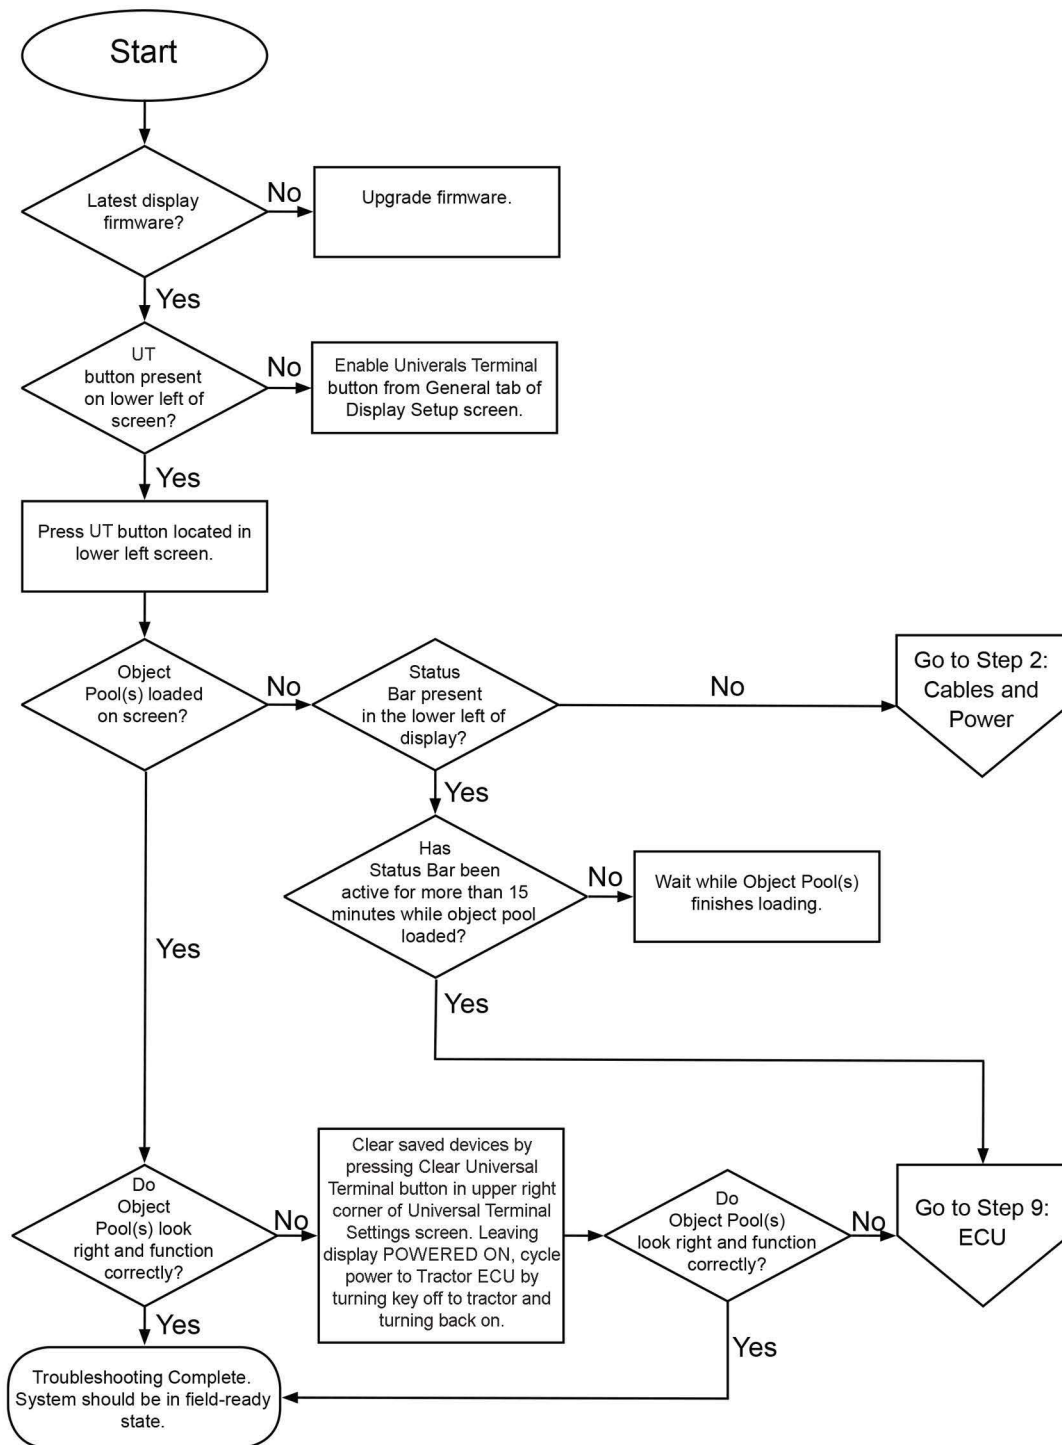 Start
Latest display
firmware?
No
Upgrade firmware.
Yes
UT
button present
on lower left of
screen?
No
Enable Univerals Terminal
button from General tab of
Display Setup screen.
Yes
Press UT button located in
lower left screen.
Object
Pool(s) loaded
on screen?
No
Status
Bar present
in the lower left of
display?
No
Go to Step 2:
Cables and
Power
Yes
Has
Status Bar been
active for more than 15
minutes while object pool
loaded?
No
Wait while Object Pool(s)
finishes loading.
Yes
Yes
Do
Object
Pool(s) look
right and function
correctly?
No
Clear saved devices by
pressing Clear Universal
Terminal button in upper right
corner of Universal Terminal
Settings screen. Leaving
display POWERED ON, cycle
power to Tractor ECU by
turning key off to tractor and
turning back on.
Do
Object Pool(s)
look right and function
correctly?
No
Go to Step 9:
ECU
Yes
Yes
Troubleshooting Complete.
System should be in field-ready
state.